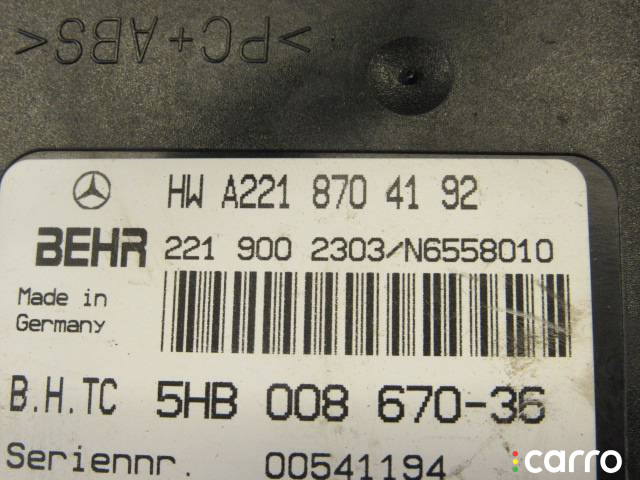 >PC+ABS<
HW A221 870 41 92
BEHR 221 900 2303/N6558010
Made in
Germany
B.H.TC 5HB 008 670-36
Seriennr. 00541194
:carro